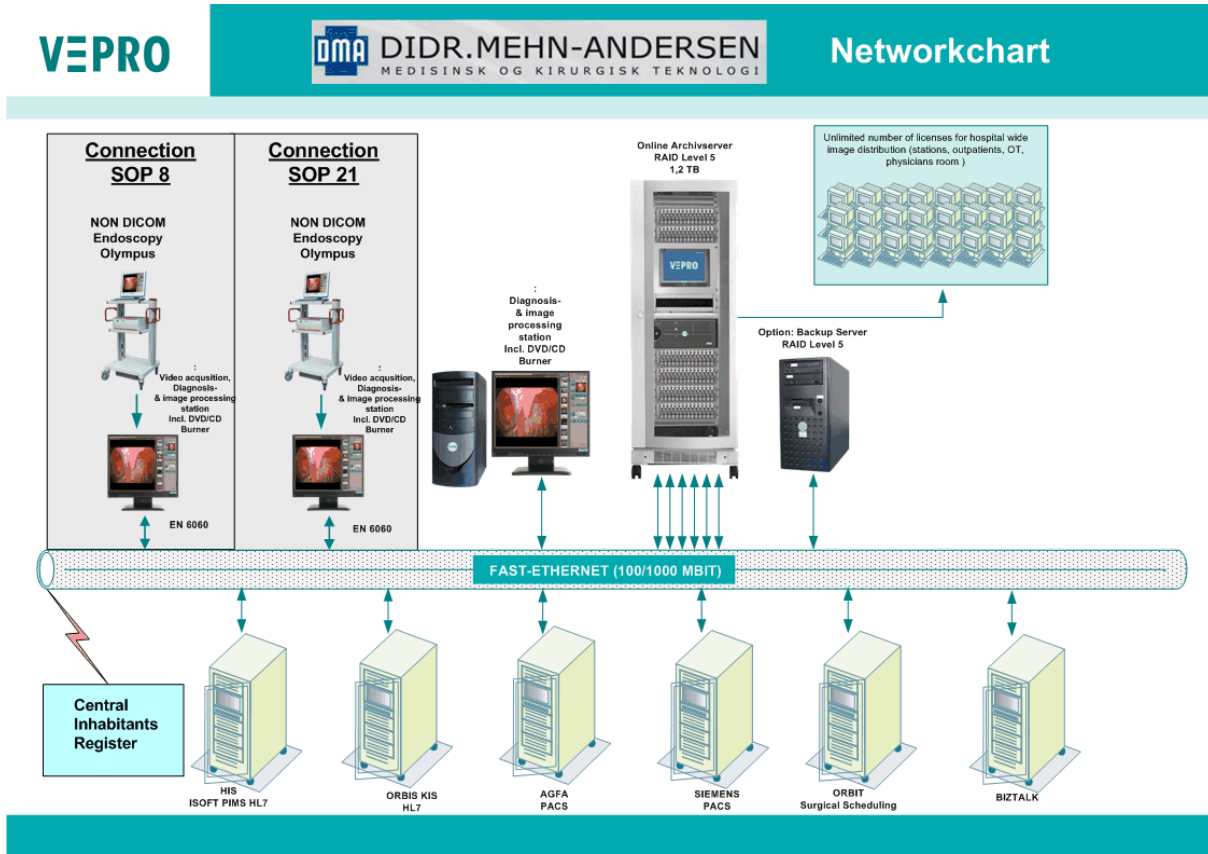 VEPRO
DMA
DIDR.MEHN-ANDERSEN
MEDISINSK OG KIRURGISK TEKNOLOGI
Networkchart
Connection
SOP 8
NON DICOM
Endoscopy
Olympus
:
Video acqusition,
Diagnosis-
& image processing
station
Incl. DVD/CD
Burner
EN 6060
Connection
SOP 21
NON DICOM
Endoscopy
Olympus
:
Video acqusition,
Diagnosis-
& image processing
station
Incl. DVD/CD
Burner
EN 6060
:
Diagnosis-
& image
processing
station
Incl. DVD/CD
Burner
Online Archivserver
RAID Level 5
1,2 TB
VEPRO
Unlimited number of licenses for hospital wide
image distribution (stations, outpatients, OT,
physicians room )
Option: Backup Server
RAID Level 5
FAST-ETHERNET (100/1000 MBIT)
Central
Inhabitants
Register
HIS
ISOFT PIMS HL7
ORBIS KIS
HL7
AGFA
PACS
SIEMENS
PACS
ORBIT
Surgical Scheduling
BIZTALK